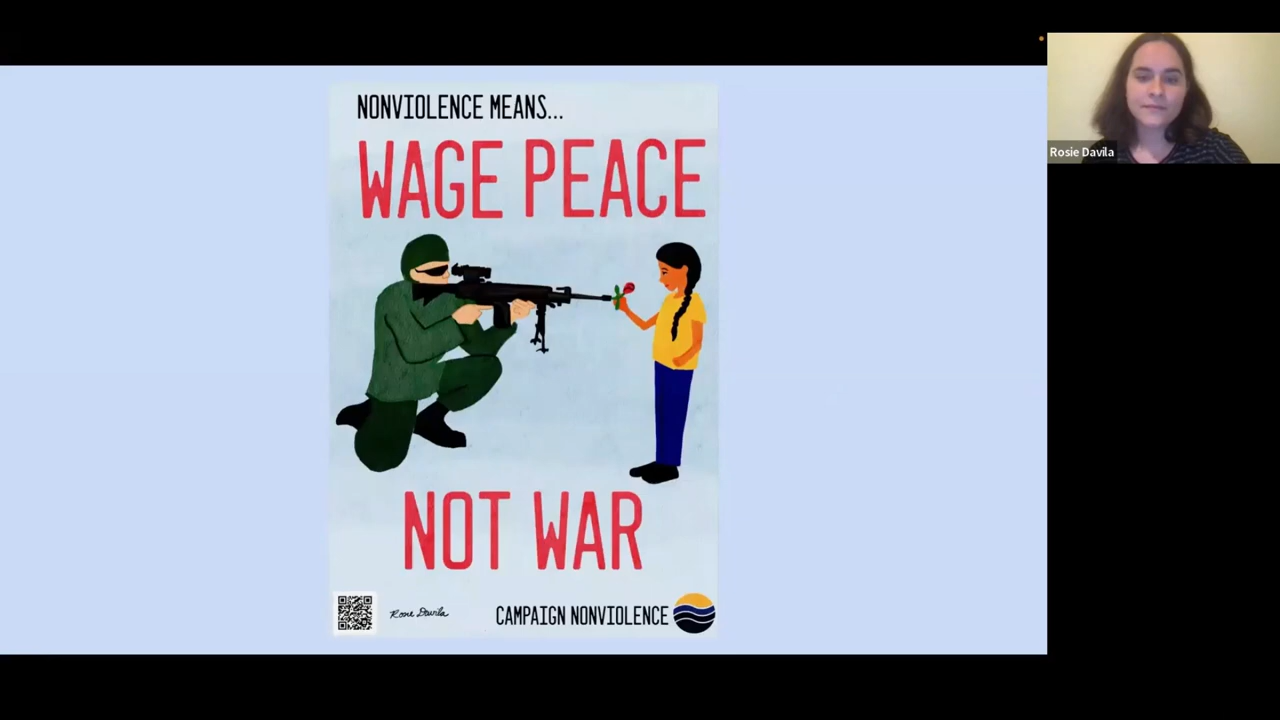 NONVIOLENCE MEANS...
WAGE PEACE
NOT WAR
Rosie Davila
CAMPAIGN NONVIOLENCE
Rosie Davila